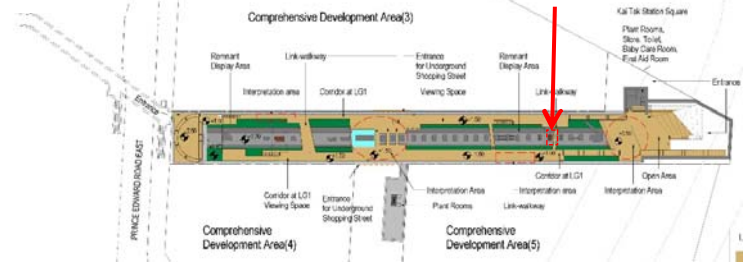 Comprehensive Development Area(3)
Kai Tak Station Square
Plant Rooms,
Store, Toilet,
Baby Care Room,
First Aid Room
Entrance
Remnant
Display Area
Link-walkway
Entrance
for Underground
Shopping Street
Remnant
Display Area
Interpretation area
Corridor at LG1
Viewing Space
Link-walkway
Entrance
PRINCE EDWARD ROAD EAST
Corridor at LG1
Viewing Space
Entrance
for Underground
Shopping Street
Interpretation Area
Plant Rooms
Corridor at LG1
Interpretation area
Link-walkway
Open Area
Interpretation Area
Comprehensive
Development Area(4)
Comprehensive
Development Area(5)